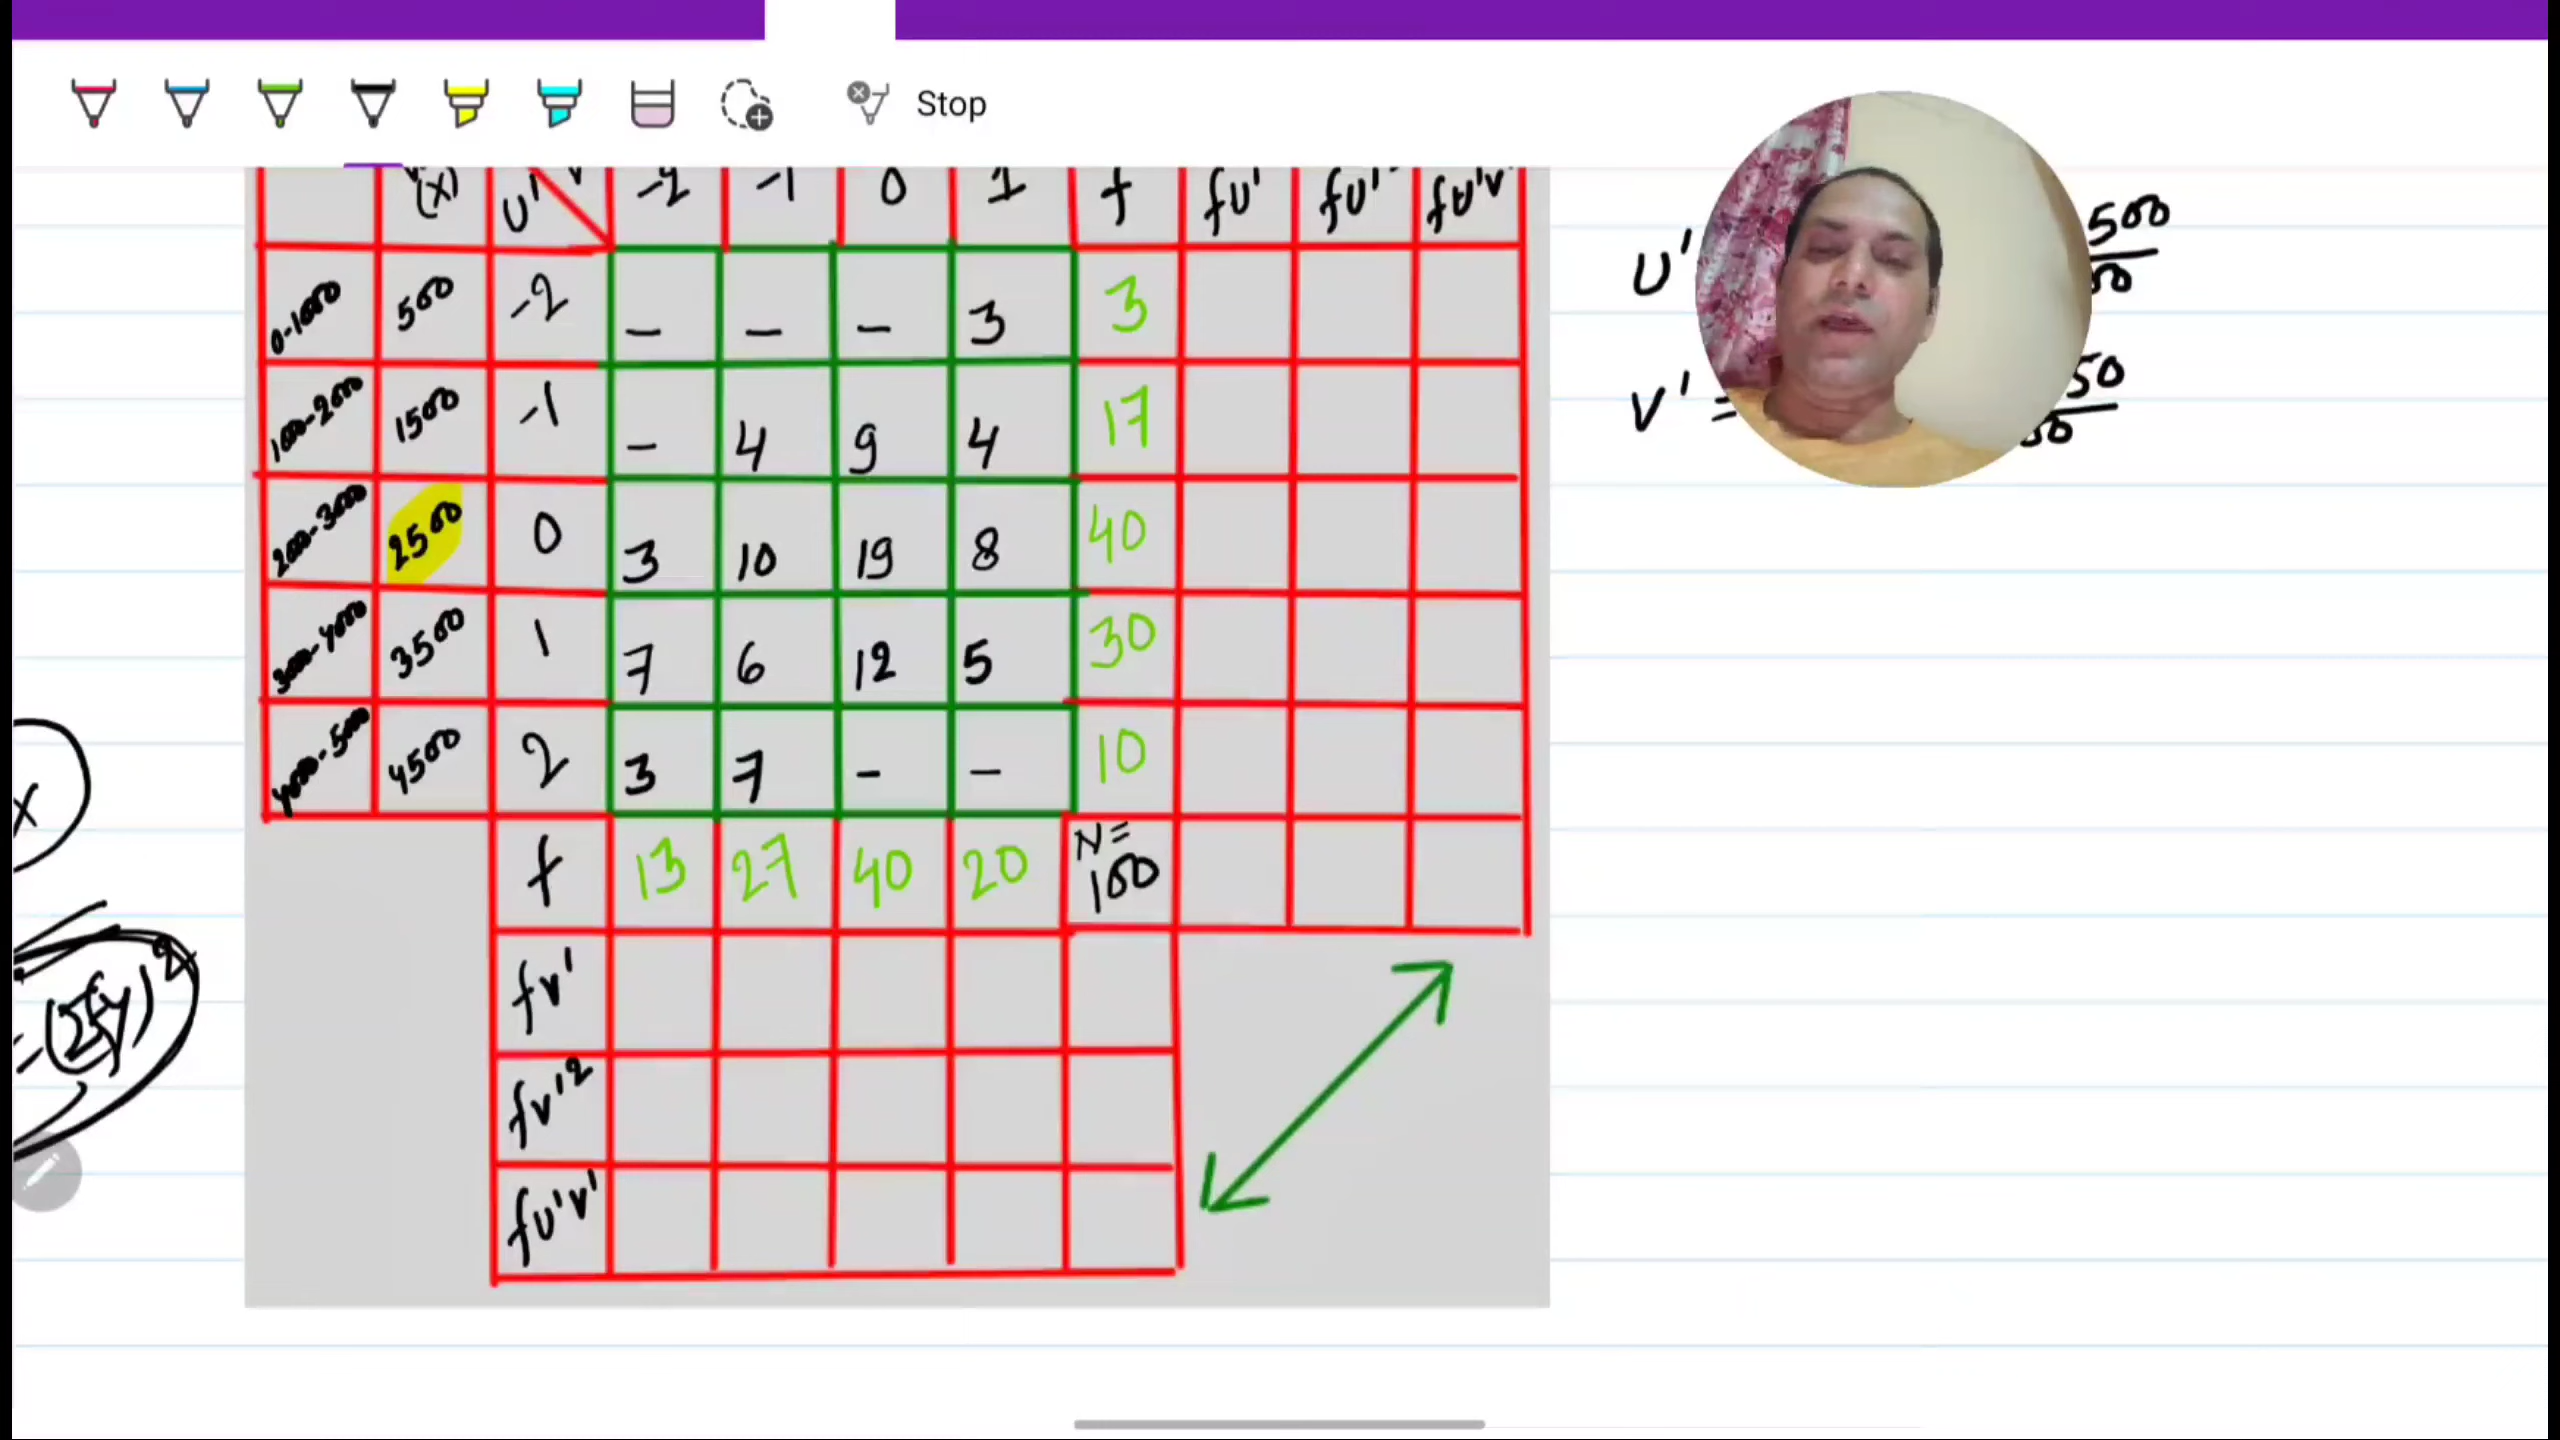 Stop
(x) U' -2 -1 0 1 f fu' fu' fu'v'
0-1000 500 -2 - - - 3 3
1000-2000 1500 -1 - 4 9 4 17
2000-3000 2500 0 3 10 19 8 40
3000-4000 3500 1 7 6 12 5 30
4000-5000 4500 2 3 7 - - 10
f 13 27 40 20 N=
100
fv'
fv'2
fu'v'
U' 500
V' = 50
x